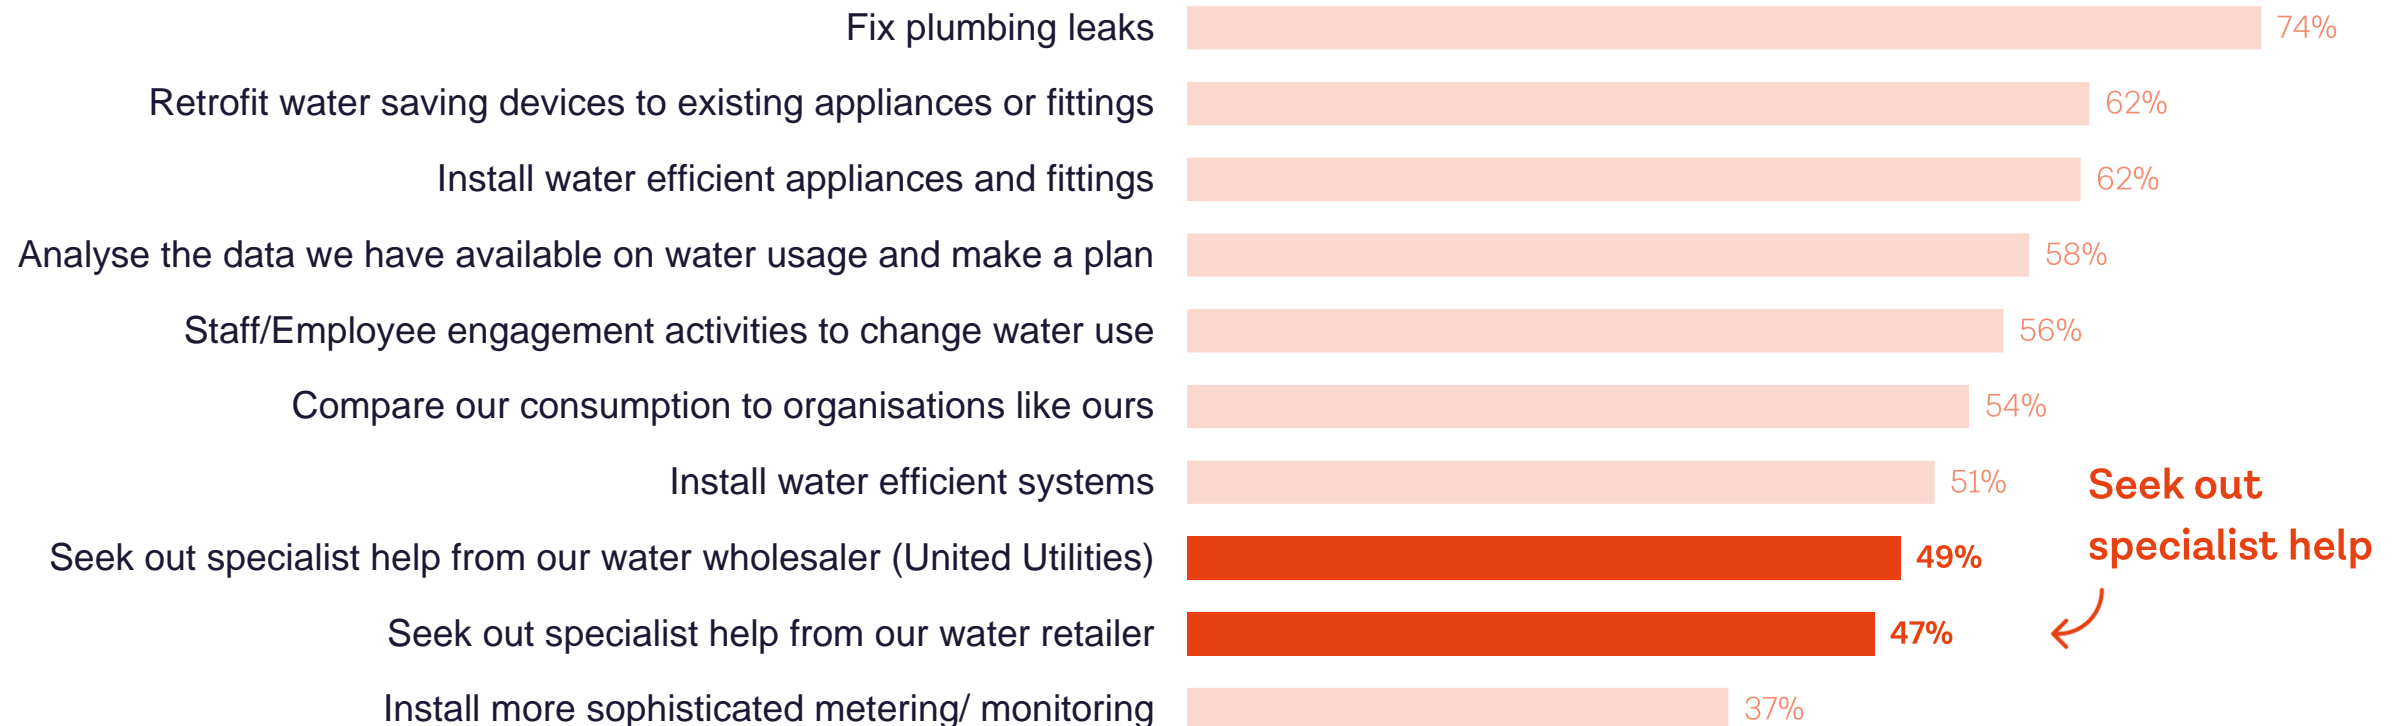 Fix plumbing leaks 74%
Retrofit water saving devices to existing appliances or fittings 62%
Install water efficient appliances and fittings 62%
Analyse the data we have available on water usage and make a plan 58%
Staff/Employee engagement activities to change water use 56%
Compare our consumption to organisations like ours 54%
Install water efficient systems 51%
Seek out specialist help from our water wholesaler (United Utilities) 49%
Seek out specialist help from our water retailer 47%
Install more sophisticated metering/ monitoring 37%
Seek out
specialist help